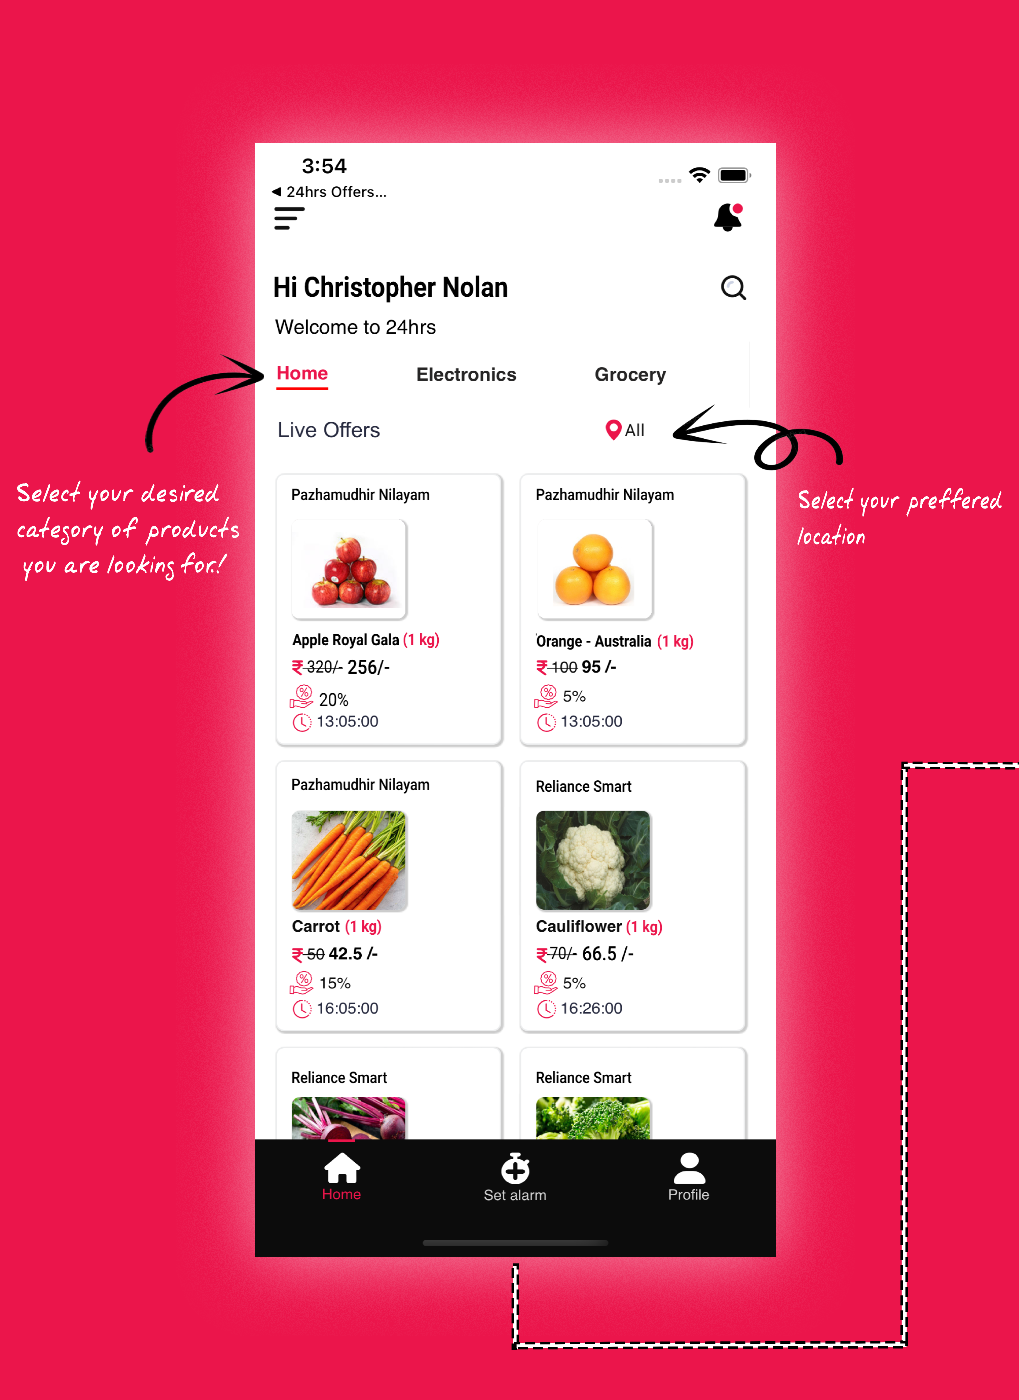 3:54
◀ 24hrs Offers...
Hi Christopher Nolan
Welcome to 24hrs
Home Electronics Grocery
Live Offers All
Select your desired
category of products
you are looking for.!
Select your preffered
location
Pazhamudhir Nilayam
Apple Royal Gala (1 kg)
₹ 320/- 256/-
20%
13:05:00
Pazhamudhir Nilayam
Orange - Australia (1 kg)
₹ 100 95 /-
5%
13:05:00
Pazhamudhir Nilayam
Carrot (1 kg)
₹ 50 42.5 /-
15%
16:05:00
Reliance Smart
Cauliflower (1 kg)
₹ 70/- 66.5 /-
5%
16:26:00
Reliance Smart
Reliance Smart
Home Set alarm Profile